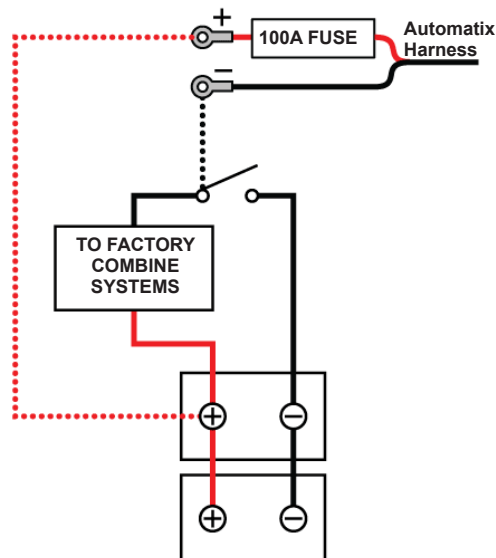 +
100A FUSE
Automatix
Harness
−
TO FACTORY
COMBINE
SYSTEMS
+ −
+ −